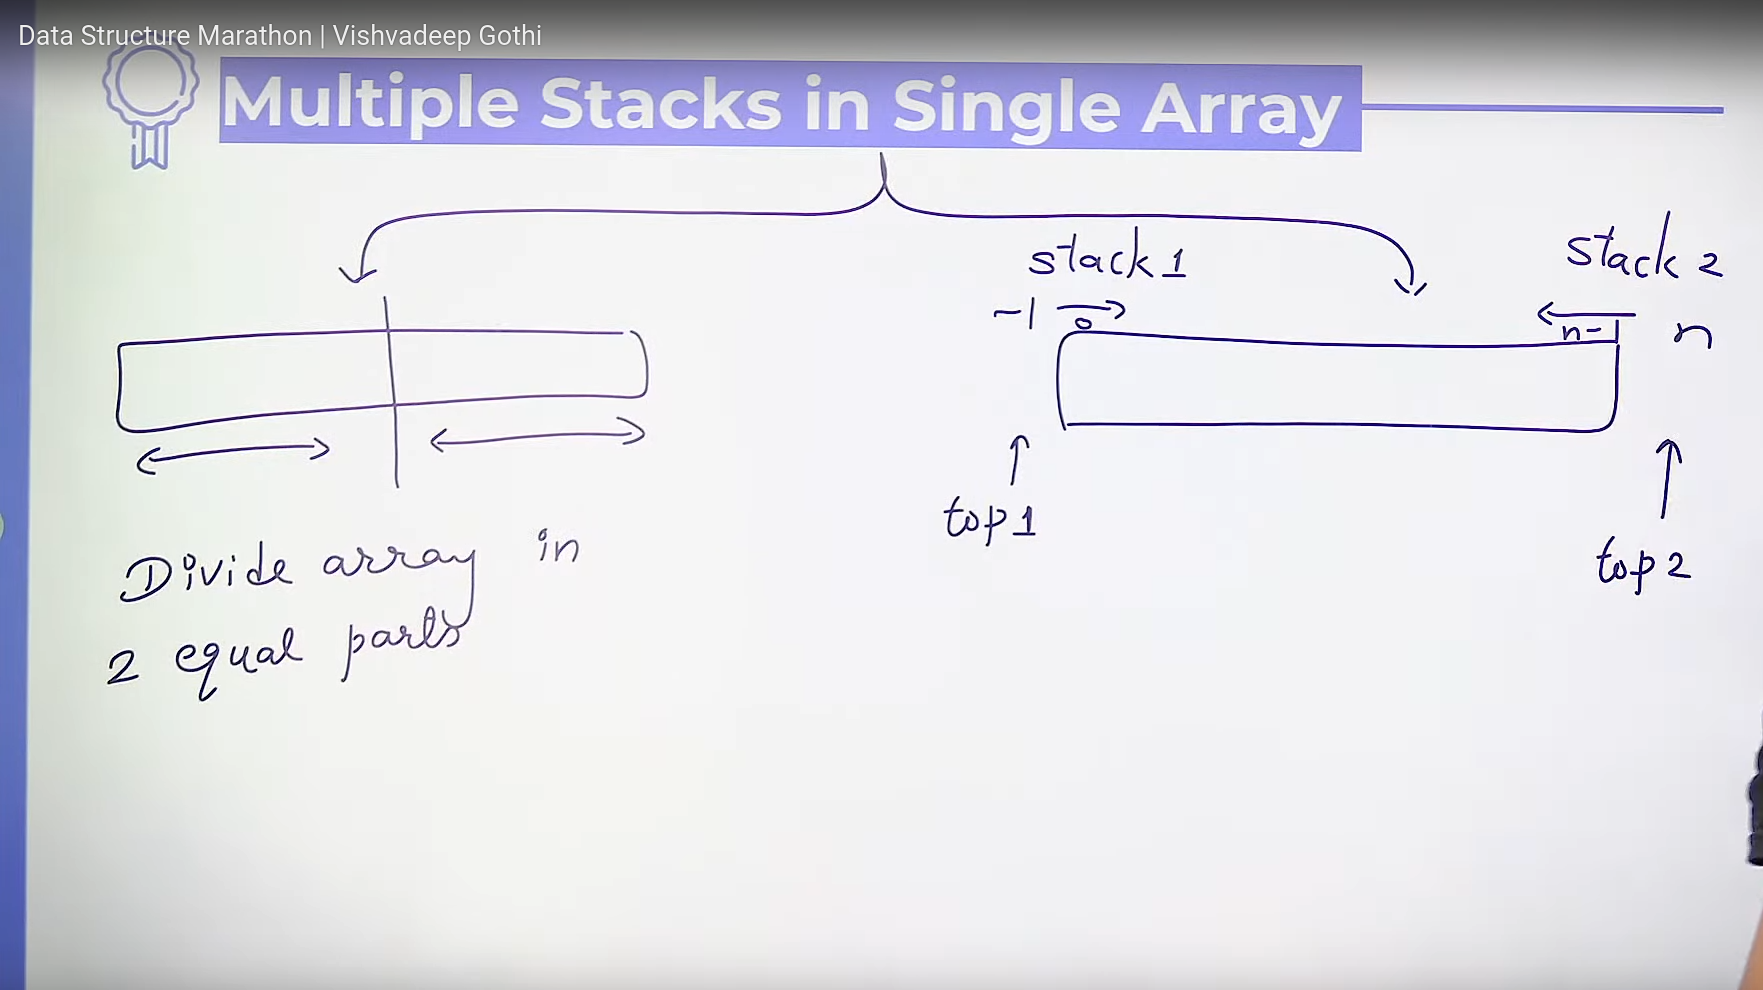 Data Structure Marathon | Vishvadeep Gothi
Multiple Stacks in Single Array
Divide array in
2 equal parts
stack 1
stack 2
-1
0
n-1
n
top 1
top 2